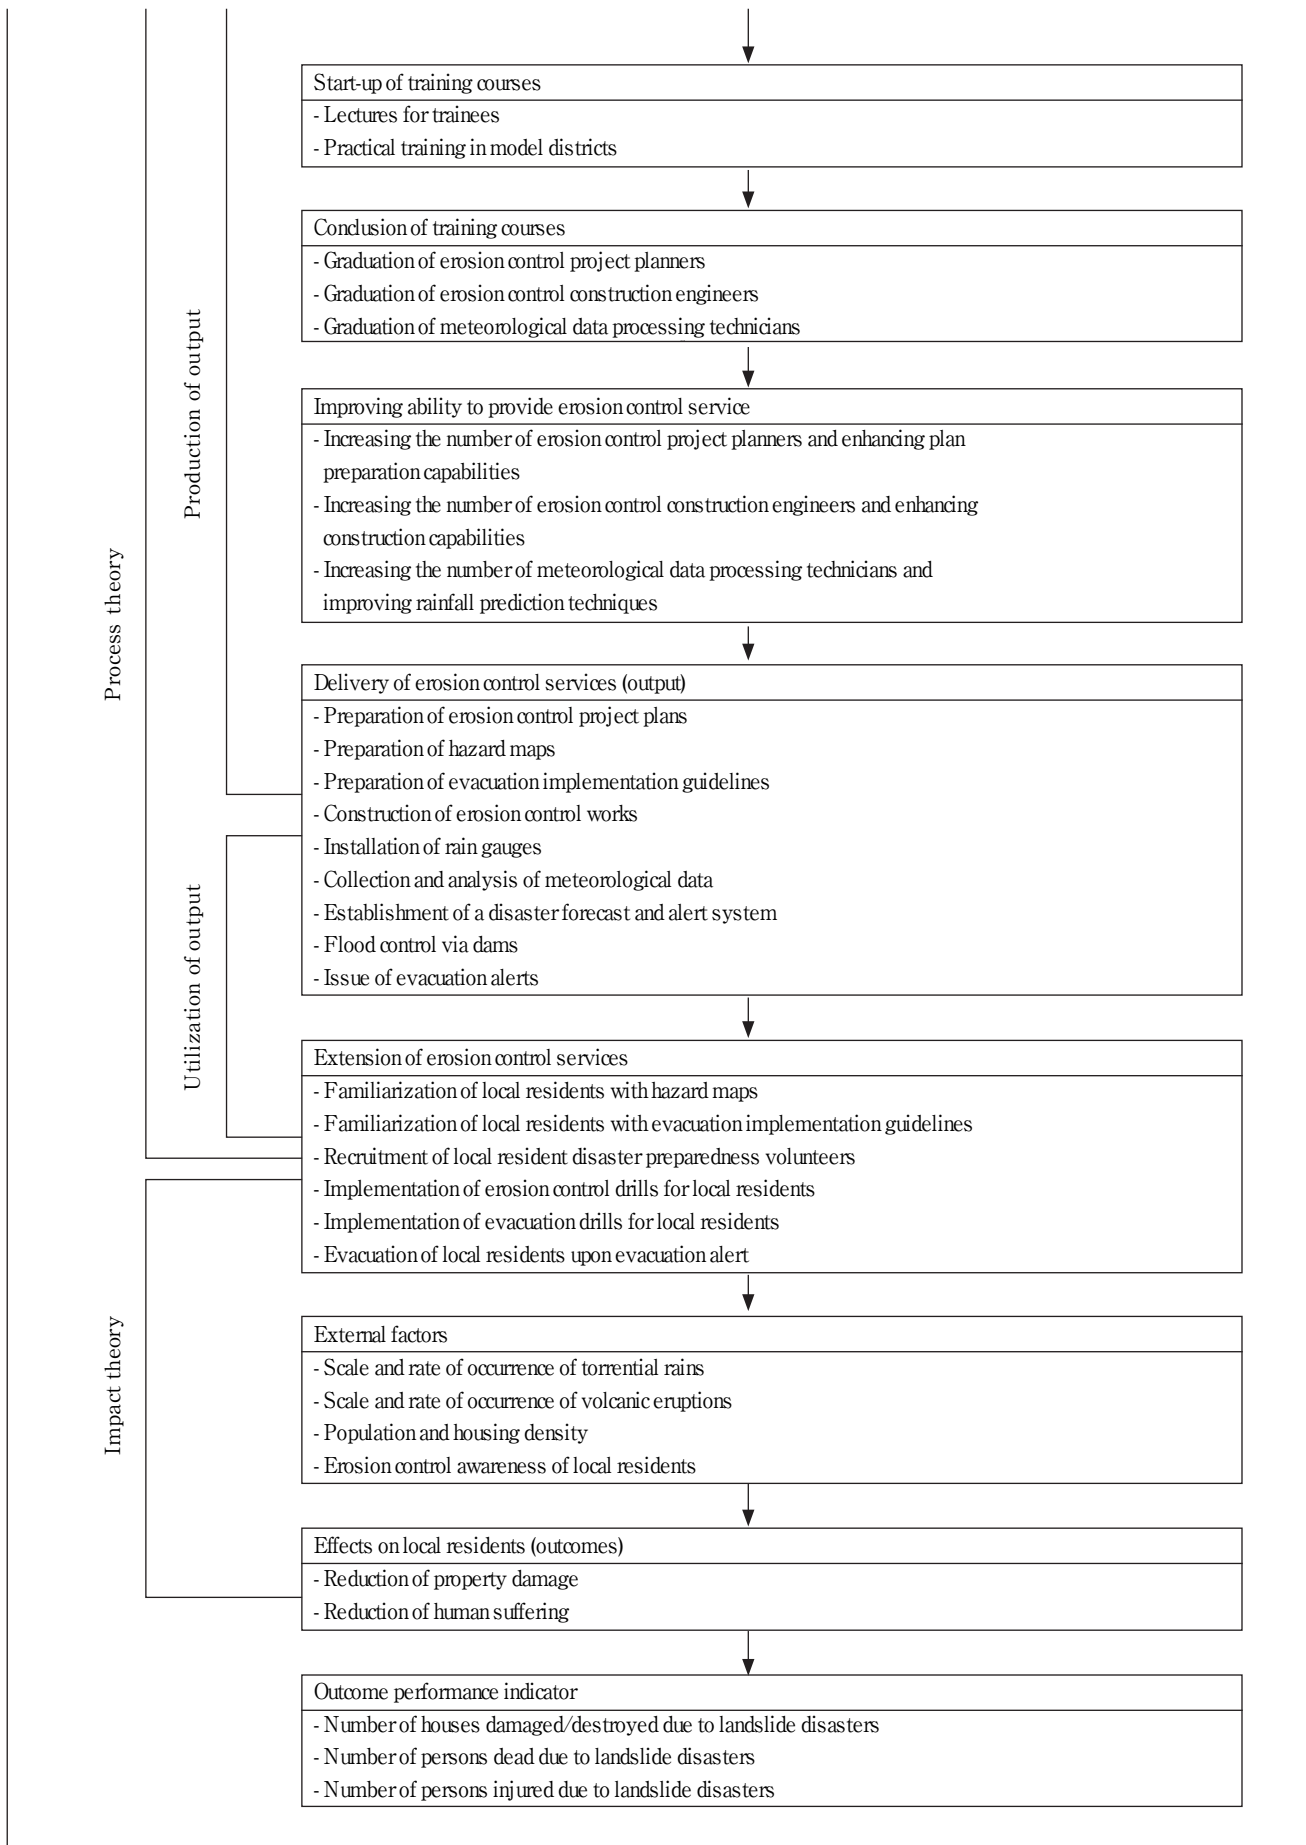 Start-up of training courses
- Lectures for trainees
- Practical training in model districts
Conclusion of training courses
- Graduation of erosion control project planners
- Graduation of erosion control construction engineers
- Graduation of meteorological data processing technicians
Production of output
Improving ability to provide erosion control service
- Increasing the number of erosion control project planners and enhancing plan
preparation capabilities
- Increasing the number of erosion control construction engineers and enhancing
construction capabilities
- Increasing the number of meteorological data processing technicians and
improving rainfall prediction techniques
Process theory
Delivery of erosion control services (output)
- Preparation of erosion control project plans
- Preparation of hazard maps
- Preparation of evacuation implementation guidelines
- Construction of erosion control works
- Installation of rain gauges
- Collection and analysis of meteorological data
- Establishment of a disaster forecast and alert system
- Flood control via dams
- Issue of evacuation alerts
Utilization of output
Extension of erosion control services
- Familiarization of local residents with hazard maps
- Familiarization of local residents with evacuation implementation guidelines
- Recruitment of local resident disaster preparedness volunteers
- Implementation of erosion control drills for local residents
- Implementation of evacuation drills for local residents
- Evacuation of local residents upon evacuation alert
Impact theory
External factors
- Scale and rate of occurrence of torrential rains
- Scale and rate of occurrence of volcanic eruptions
- Population and housing density
- Erosion control awareness of local residents
Effects on local residents (outcomes)
- Reduction of property damage
- Reduction of human suffering
Outcome performance indicator
- Number of houses damaged/destroyed due to landslide disasters
- Number of persons dead due to landslide disasters
- Number of persons injured due to landslide disasters